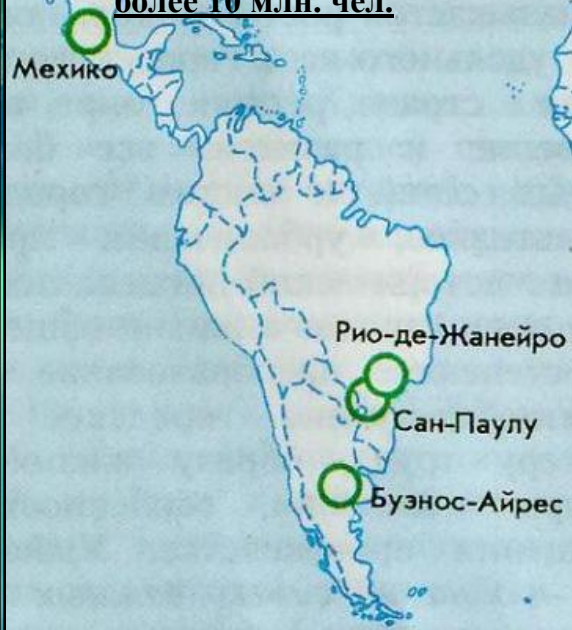 более 10 млн. чел.
Мехико
Рио-де-Жанейро
Сан-Паулу
Буэнос-Айрес